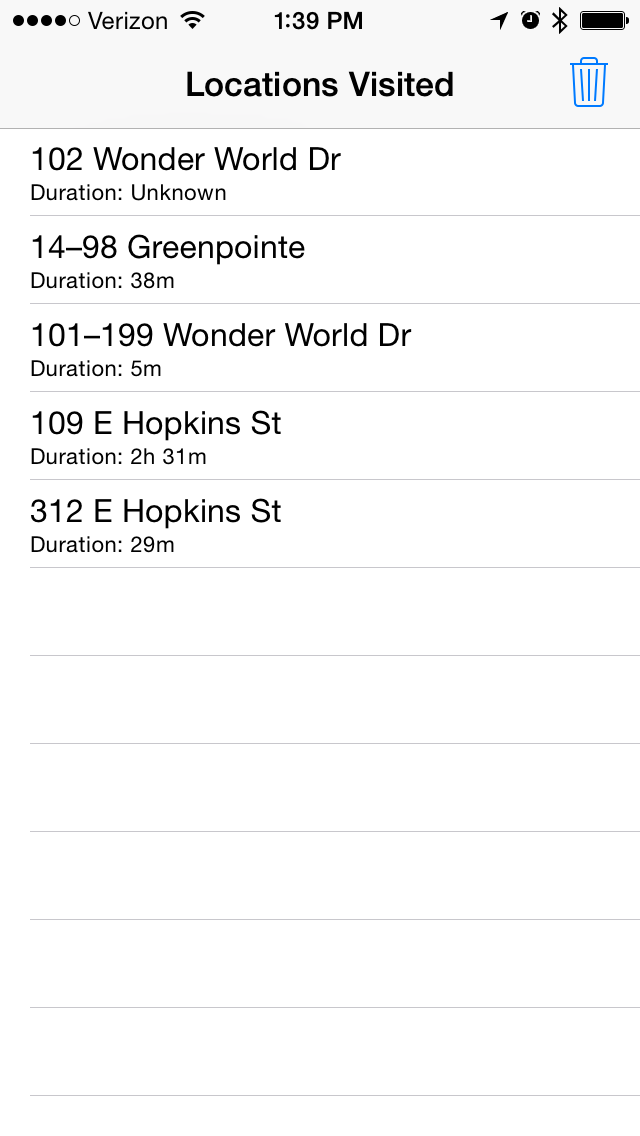 Verizon 1:39 PM
Locations Visited
102 Wonder World Dr
Duration: Unknown
14–98 Greenpointe
Duration: 38m
101–199 Wonder World Dr
Duration: 5m
109 E Hopkins St
Duration: 2h 31m
312 E Hopkins St
Duration: 29m